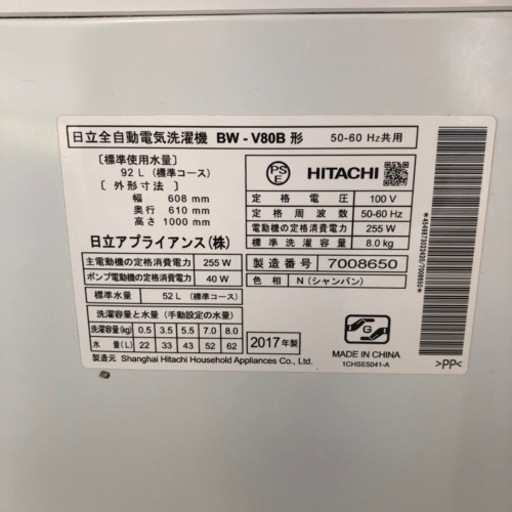 日立全自動電気洗濯機 BW-V80B 形 50-60 Hz共用
〔標準使用水量〕
92 L (標準コース)
〔外形寸法〕
幅 608 mm
奥行 610 mm
高さ 1000 mm
日立アプライアンス(株)
主電動機の定格消費電力 255 W
ポンプ電動機の定格消費電力 40 W
標準水量 52 L (標準コース)
洗濯容量と水量 (手動設定の水量)
洗濯容量(kg) 0.5 3.5 5.5 7.0 8.0
水 量(L) 22 33 43 52 62
製造元 Shanghai Hitachi Household Appliances Co., Ltd.
2017年製
PS
E
HITACHI
定格電圧 100 V
定格周波数 50-60 Hz
電動機の定格消費電力 255 W
標準洗濯容量 8.0 kg
製造番号 7008650
色相 N (シャンパン)
G
MADE IN CHINA
1CHSE5041-A
>PP<